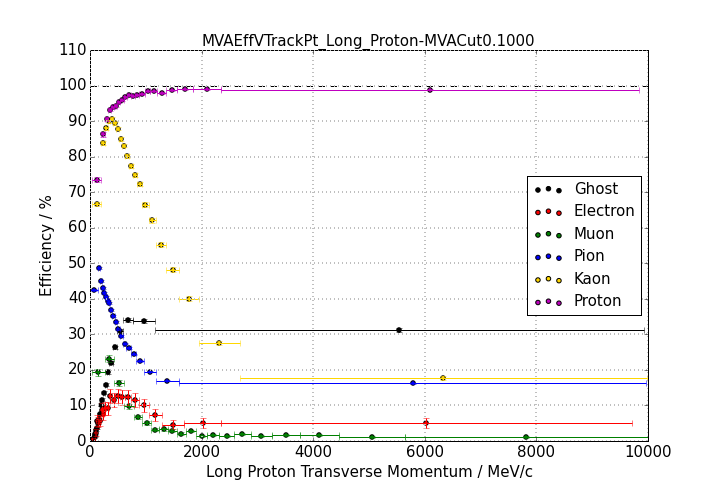 MVAEffVTrackPt_Long_Proton-MVACut0.1000
110
100
90
80
70
60
50
40
30
20
10
0
Efficiency / %
Ghost
Electron
Muon
Pion
Kaon
Proton
0 2000 4000 6000 8000 10000
Long Proton Transverse Momentum / MeV/c